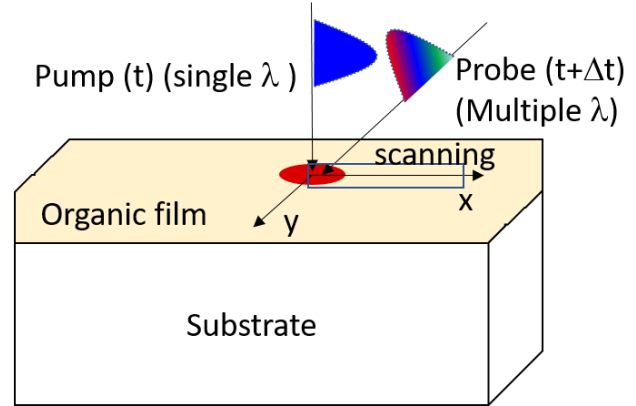 Pump (t) (single λ )
Probe (t+Δt)
(Multiple λ)
scanning
x
y
Organic film
Substrate